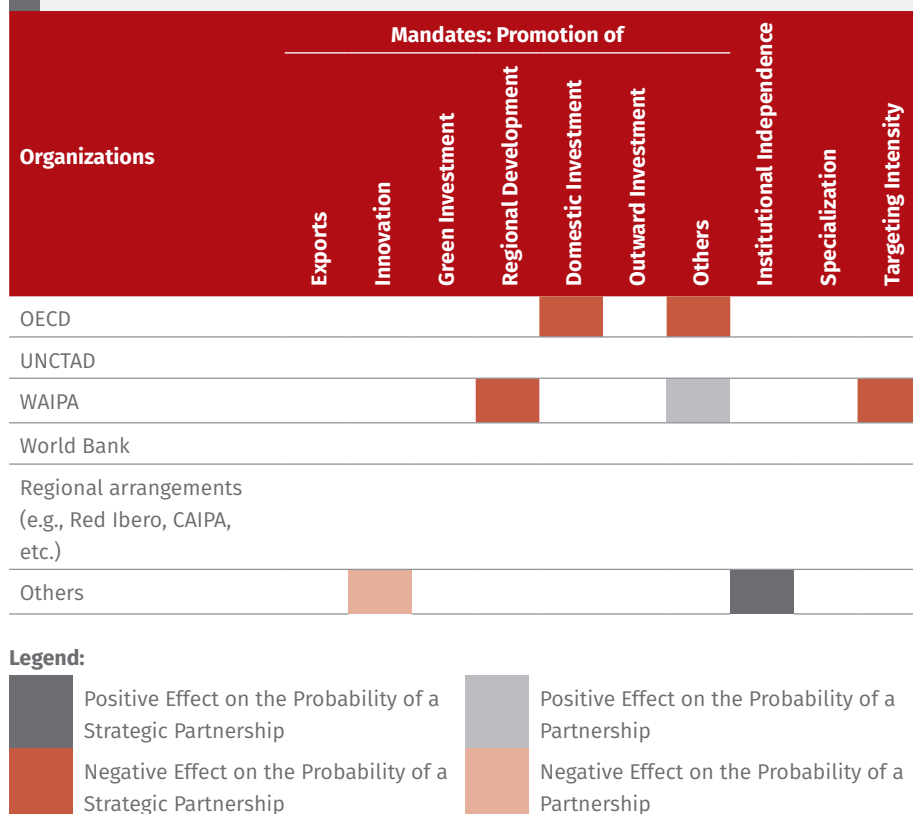 Mandates: Promotion of
Organizations
Exports
Innovation
Green Investment
Regional Development
Domestic Investment
Outward Investment
Others
Institutional Independence
Specialization
Targeting Intensity
OECD
UNCTAD
WAIPA
World Bank
Regional arrangements
(e.g., Red Ibero, CAIPA,
etc.)
Others
Legend:
Positive Effect on the Probability of a
Strategic Partnership
Positive Effect on the Probability of a
Partnership
Negative Effect on the Probability of a
Strategic Partnership
Negative Effect on the Probability of a
Partnership